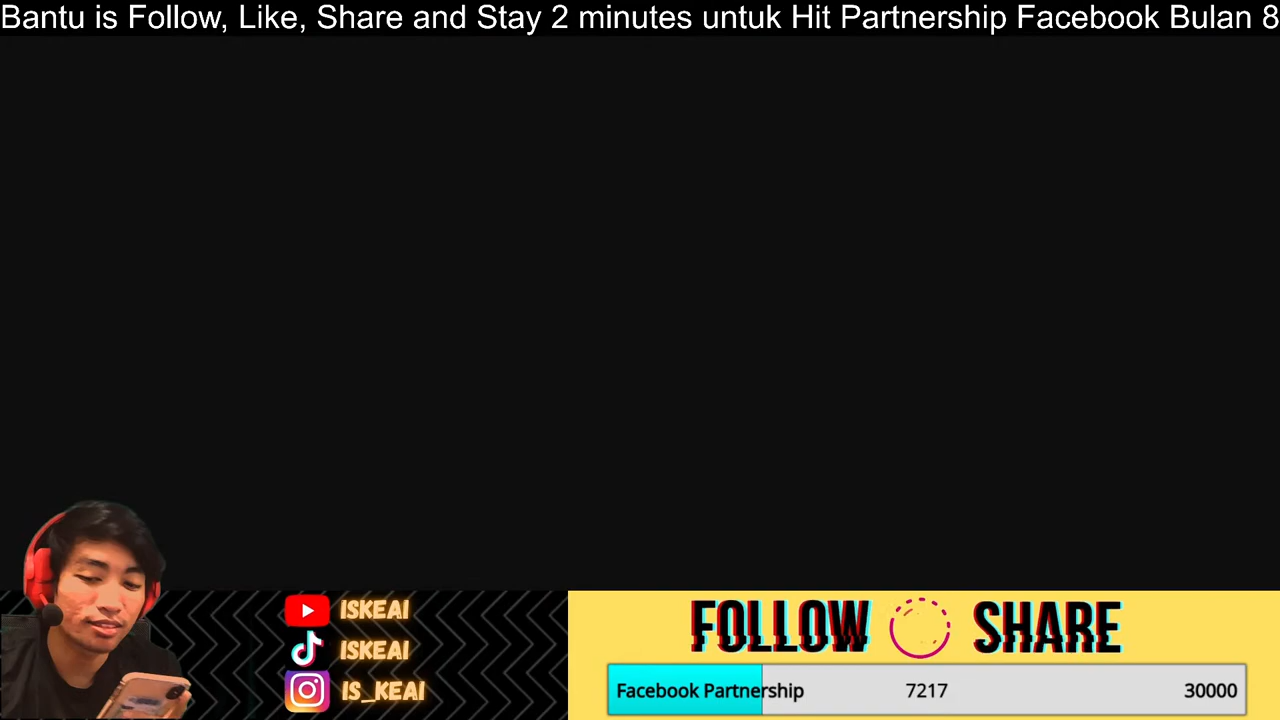 Bantu is Follow, Like, Share and Stay 2 minutes untuk Hit Partnership Facebook Bulan 8
ISKEAI
ISKEAI
IS_KEAI
FOLLOW SHARE
Facebook Partnership 7217 30000